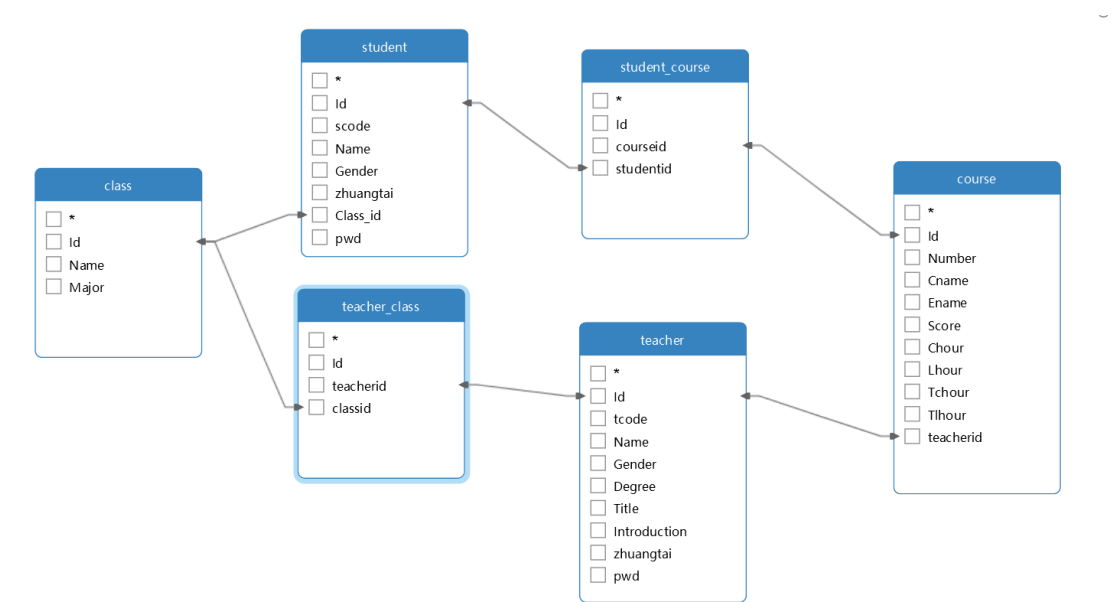 class
*
Id
Name
Major
student
*
Id
scode
Name
Gender
zhuangtai
Class_id
pwd
teacher_class
*
Id
teacherid
classid
student_course
*
Id
courseid
studentid
teacher
*
Id
tcode
Name
Gender
Degree
Title
Introduction
zhuangtai
pwd
course
*
Id
Number
Cname
Ename
Score
Chour
Lhour
Tchour
Tlhour
teacherid